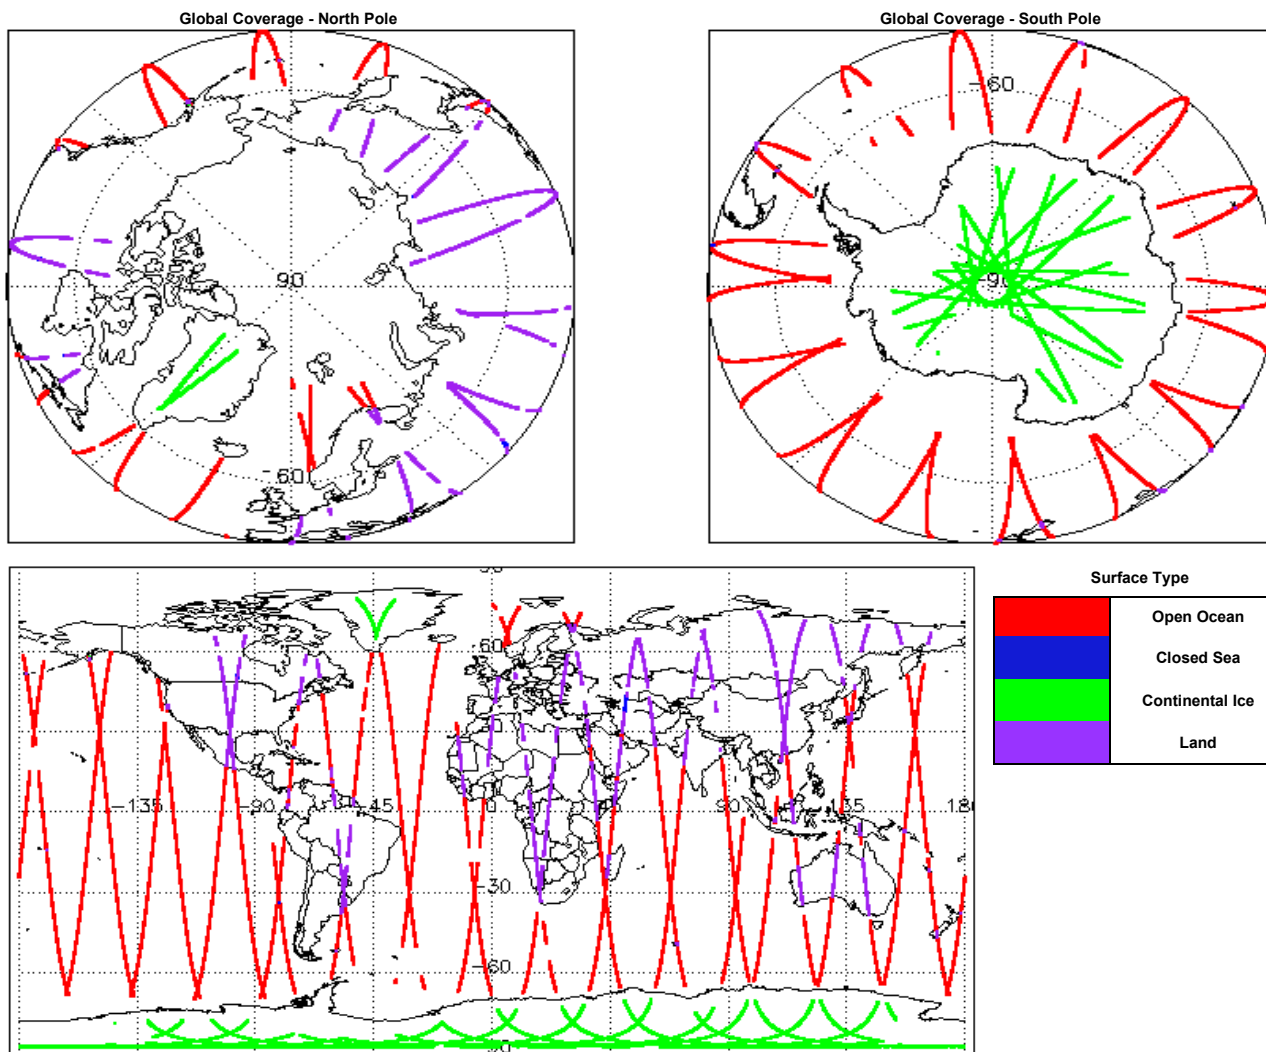 Global Coverage - North Pole
Global Coverage - South Pole
90
60
-60
-90
Surface Type
Open Ocean
Closed Sea
Continental Ice
Land
60
-135
-90
-45
0
45
90
135
180
-30
-60